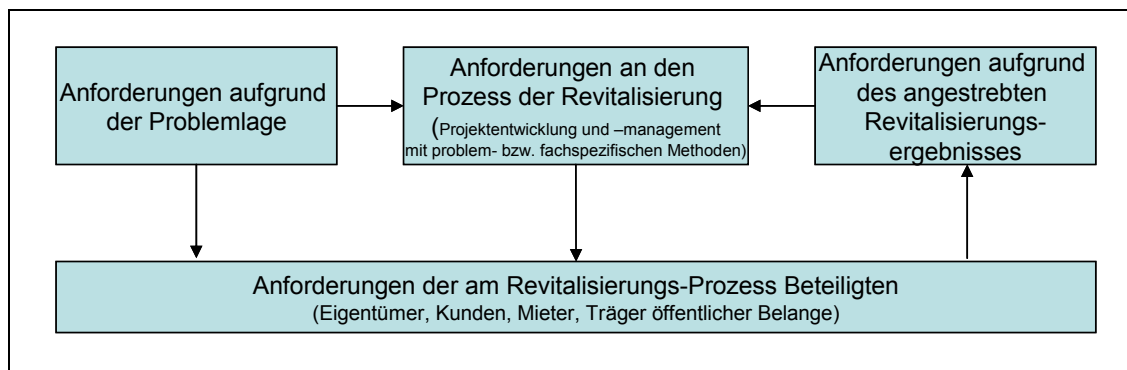 Anforderungen aufgrund
der Problemlage
Anforderungen an den
Prozess der Revitalisierung
(Projektentwicklung und –management
mit problem- bzw. fachspezifischen Methoden)
Anforderungen aufgrund
des angestrebten
Revitalisierungs-
ergebnisses
Anforderungen der am Revitalisierungs-Prozess Beteiligten
(Eigentümer, Kunden, Mieter, Träger öffentlicher Belange)